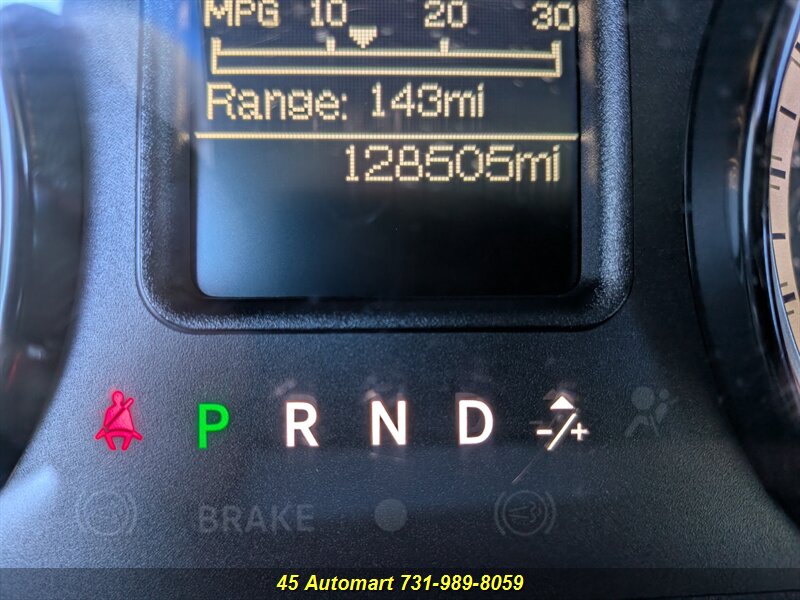 MPG 10 20 30
Range: 143mi
128505mi
P R N D -/+
BRAKE
45 Automart 731-989-8059